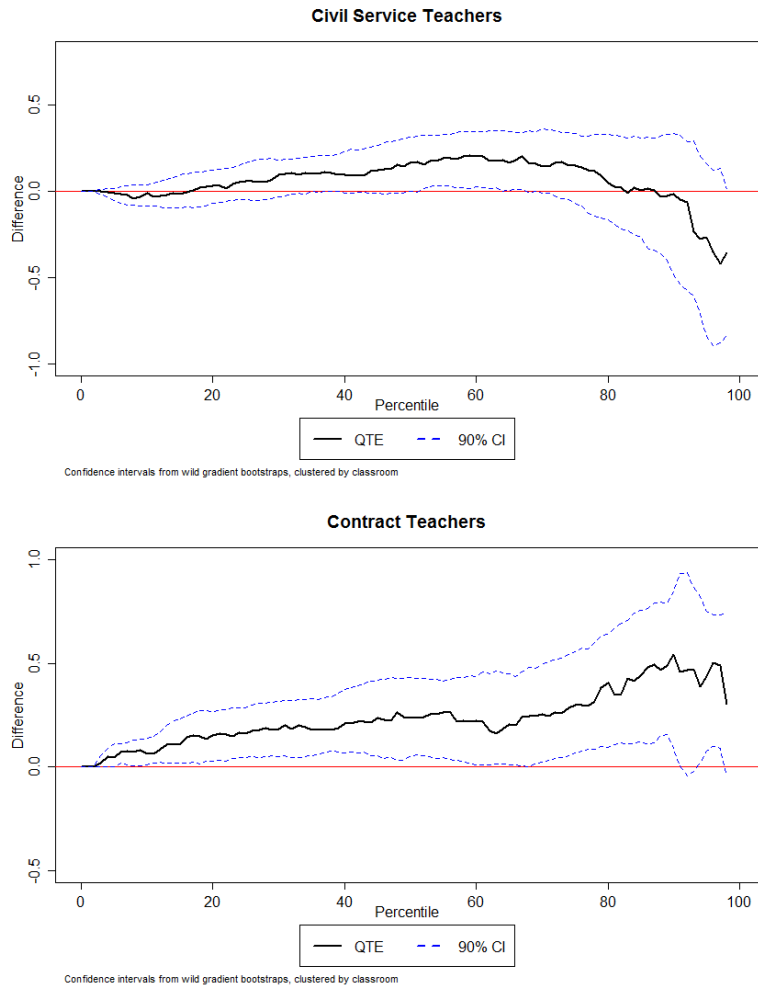 Civil Service Teachers
0.5
0.0
-0.5
-1.0
Difference
0 20 40 60 80 100
Percentile
QTE 90% CI
Confidence intervals from wild gradient bootstraps, clustered by classroom
Contract Teachers
1.0
0.5
0.0
-0.5
Difference
0 20 40 60 80 100
Percentile
QTE 90% CI
Confidence intervals from wild gradient bootstraps, clustered by classroom